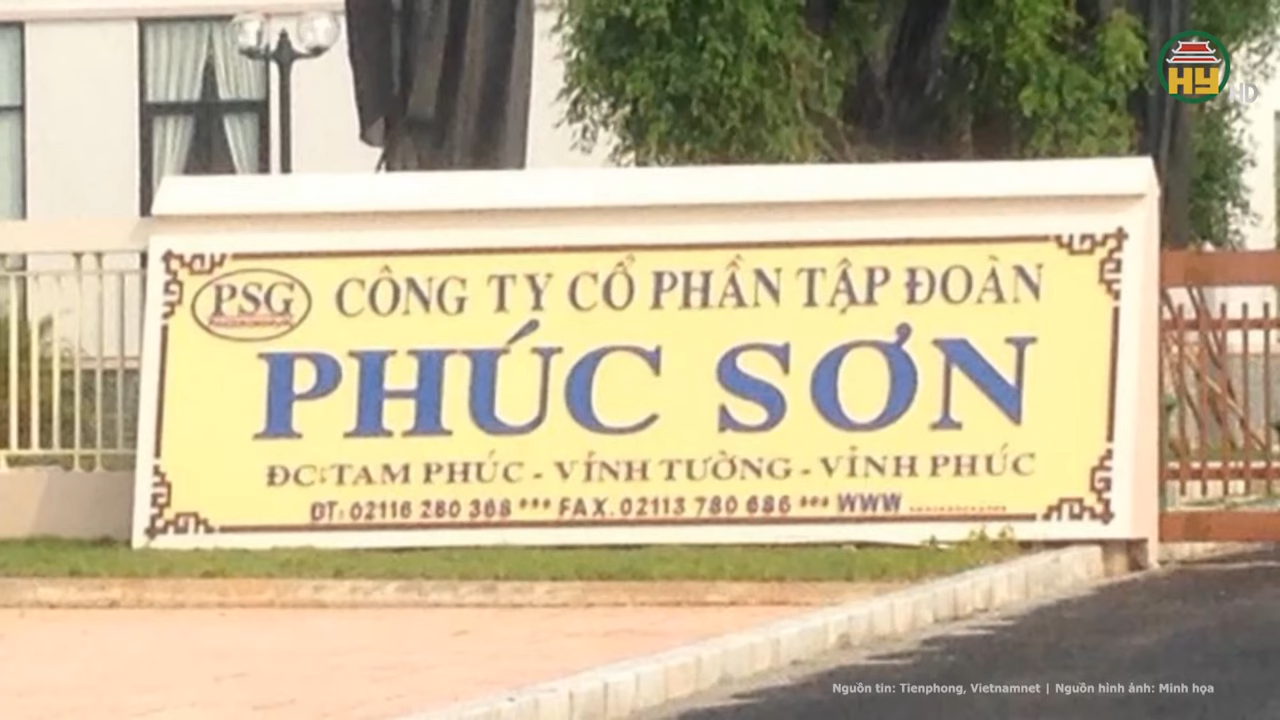 HY HD
PSG
CÔNG TY CỔ PHẦN TẬP ĐOÀN
PHÚC SƠN
ĐC: TAM PHÚC - VĨNH TƯỜNG - VĨNH PHÚC
ĐT: 02116 280 368 *** FAX. 02113 780 686 *** WWW
Nguồn tin: Tienphong, Vietnamnet | Nguồn hình ảnh: Minh họa